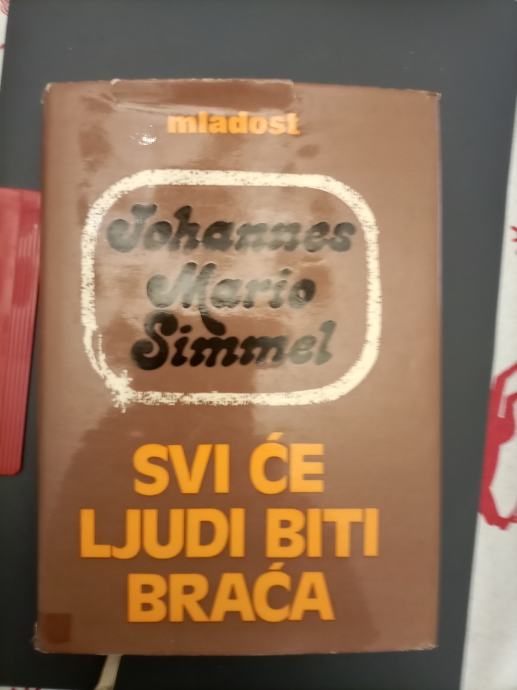 mladost
Johannes
Mario
Simmel
SVI ĆE
LJUDI BITI
BRAĆA